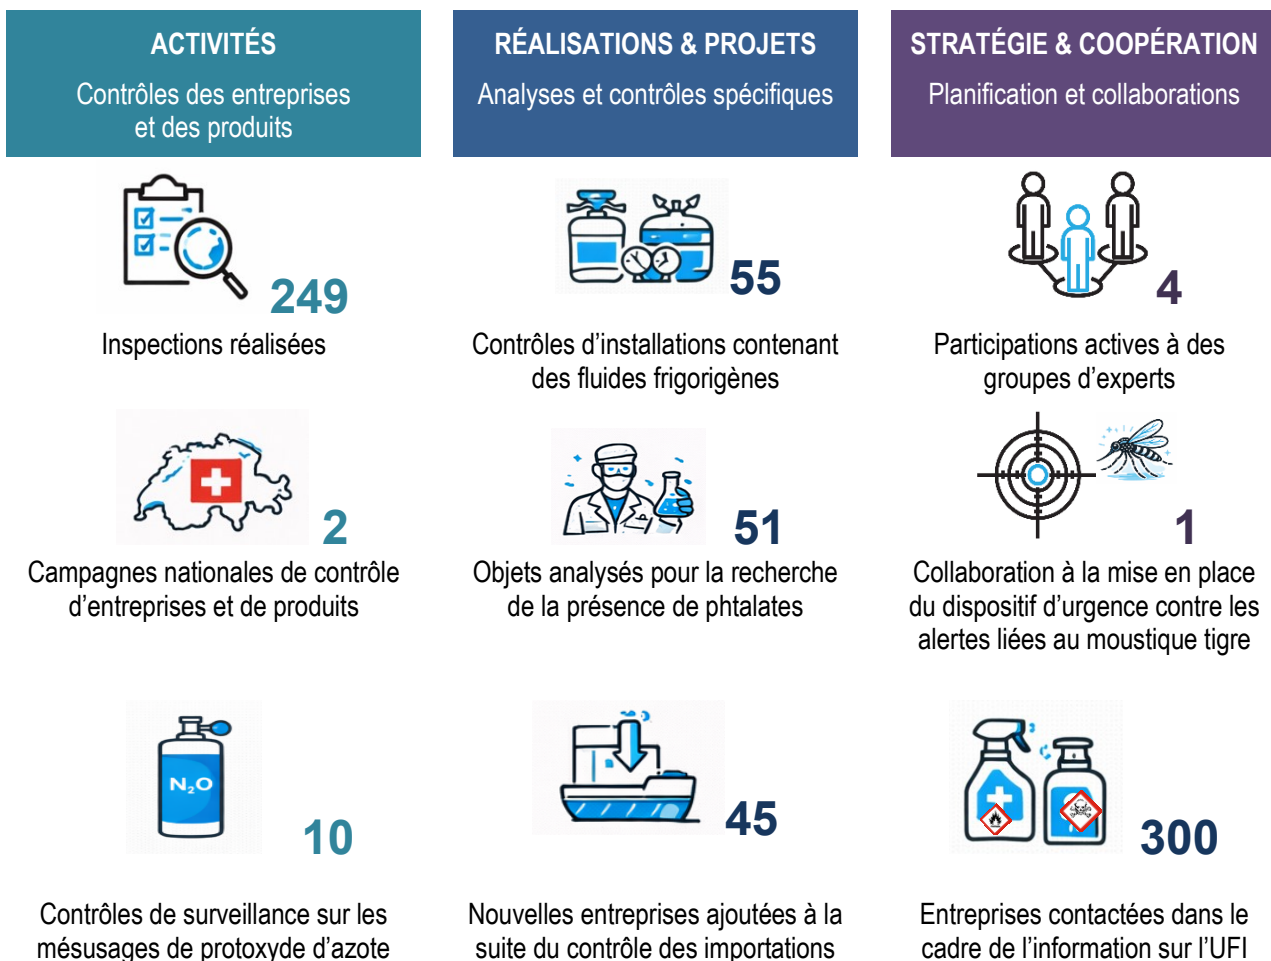 ACTIVITÉS
Contrôles des entreprises
et des produits
249
Inspections réalisées
2
Campagnes nationales de contrôle
d’entreprises et de produits
N₂O
10
Contrôles de surveillance sur les
mésusages de protoxyde d’azote
RÉALISATIONS & PROJETS
Analyses et contrôles spécifiques
55
Contrôles d’installations contenant
des fluides frigorigènes
51
Objets analysés pour la recherche
de la présence de phtalates
45
Nouvelles entreprises ajoutées à la
suite du contrôle des importations
STRATÉGIE & COOPÉRATION
Planification et collaborations
4
Participations actives à des
groupes d’experts
1
Collaboration à la mise en place
du dispositif d’urgence contre les
alertes liées au moustique tigre
300
Entreprises contactées dans le
cadre de l’information sur l’UFI